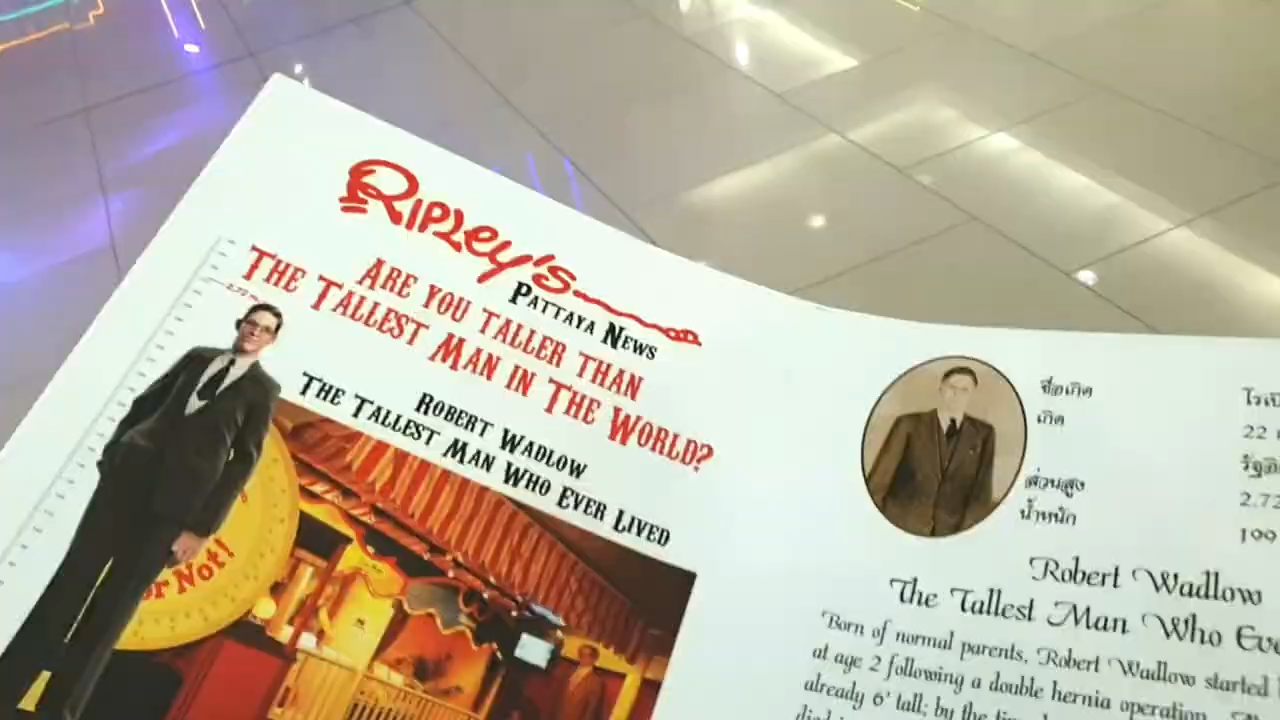 RIPLEY'S
PATTAYA NEWS
ARE YOU TALLER THAN
THE TALLEST MAN IN THE WORLD?
ROBERT WADLOW
THE TALLEST MAN WHO EVER LIVED
or Not!
ชื่อเกิด
เกิด
22
ส่วนสูง
2.72
น้ำหนัก
199
Robert Wadlow
The Tallest Man Who
Born of normal parents, Robert Wadlow started
at age 2 following a double hernia operation.
already 6' tall; by the